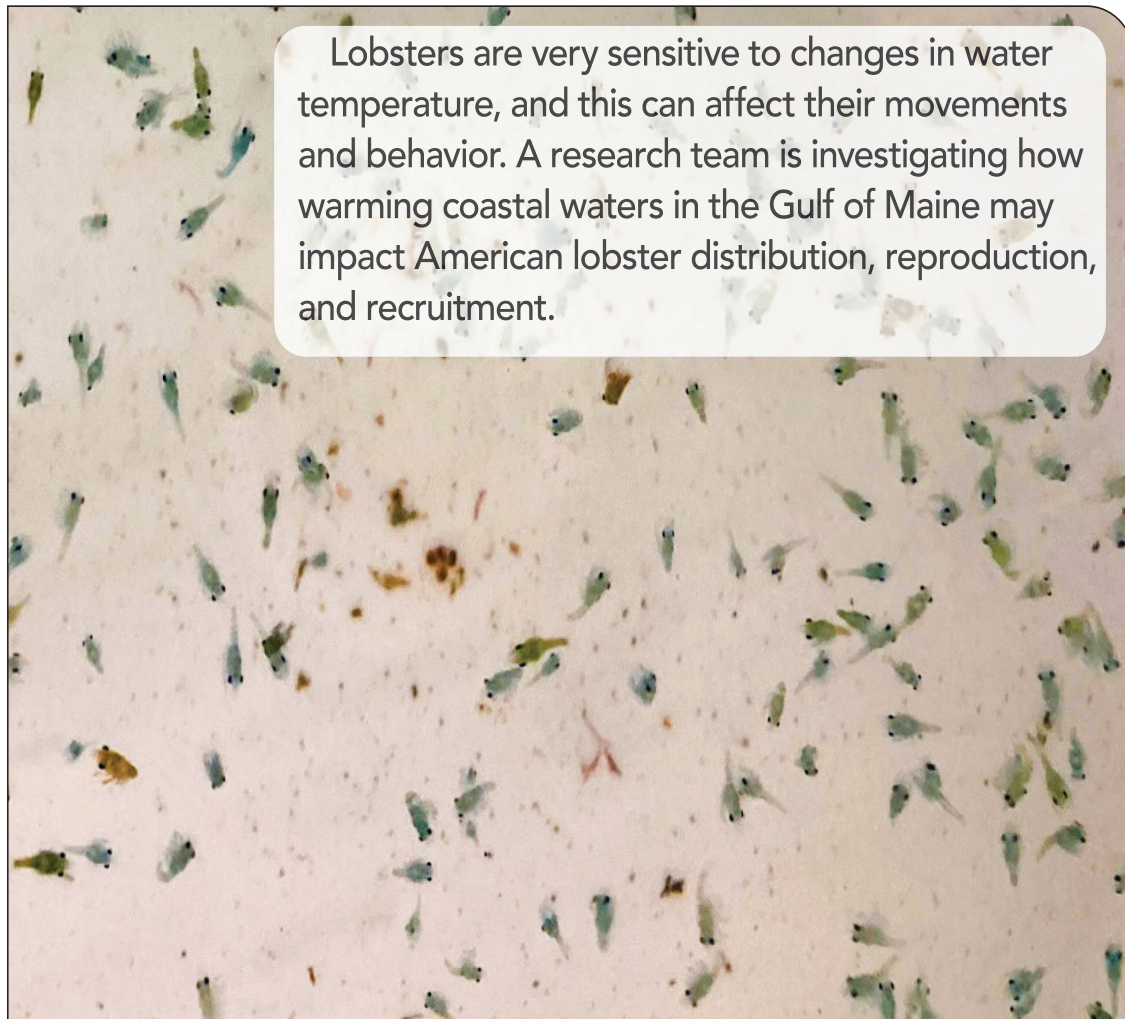 Lobsters are very sensitive to changes in water
temperature, and this can affect their movements
and behavior. A research team is investigating how
warming coastal waters in the Gulf of Maine may
impact American lobster distribution, reproduction,
and recruitment.